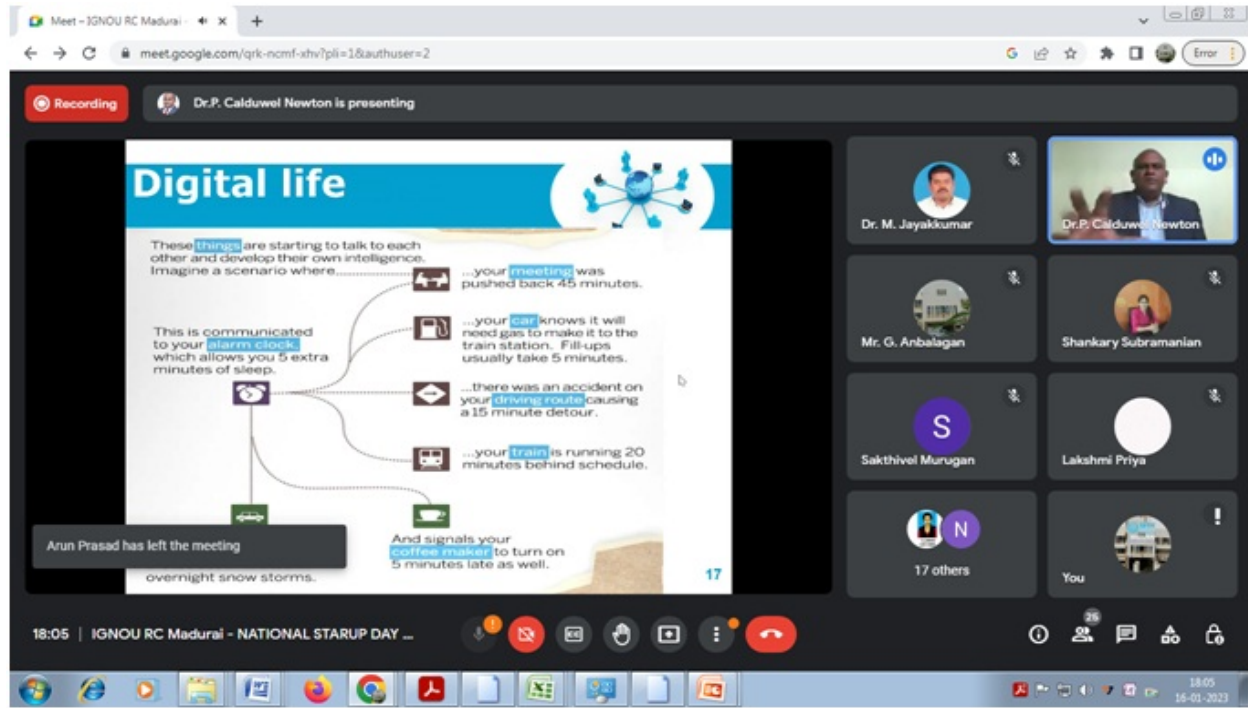 Meet – IGNOU RC Madurai -
meet.google.com/qrk-ncmf-xhv?pli=1&authuser=2
Error
Recording
Dr.P. Calduwel Newton is presenting
Digital life
These things are starting to talk to each
other and develop their own intelligence.
Imagine a scenario where
...your meeting was
pushed back 45 minutes.
This is communicated
to your alarm clock,
which allows you 5 extra
minutes of sleep.
...your car knows it will
need gas to make it to the
train station. Fill-ups
usually take 5 minutes.
...there was an accident on
your driving route causing
a 15 minute detour.
...your train is running 20
minutes behind schedule.
And signals your
coffee maker to turn on
5 minutes late as well.
overnight snow storms.
17
Arun Prasad has left the meeting
Dr. M. Jayakkumar
Dr.P. Calduwel Newton
Mr. G. Anbalagan
Shankary Subramanian
S
Sakthivel Murugan
Lakshmi Priya
N
17 others
You
18:05 | IGNOU RC Madurai - NATIONAL STARUP DAY ...
25
18:05
16-01-2023